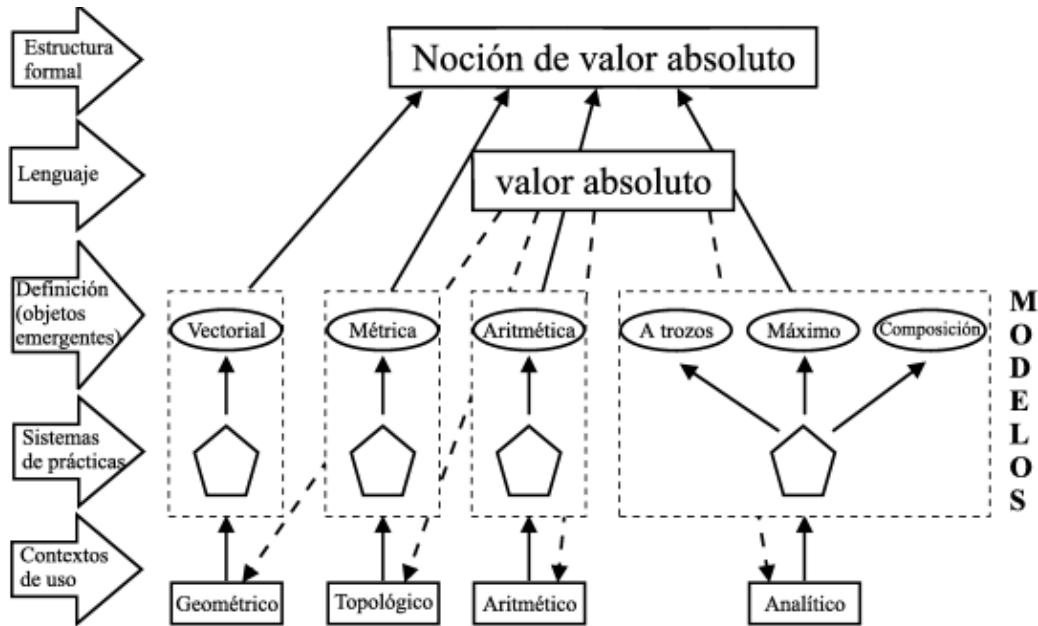 Estructura
formal
Noción de valor absoluto
Lenguaje
valor absoluto
Definición
(objetos
emergentes)
Vectorial
Métrica
Aritmética
A trozos
Máximo
Composición
M
O
D
E
L
O
S
Sistemas
de prácticas
Contextos
de uso
Geométrico
Topológico
Aritmético
Analítico